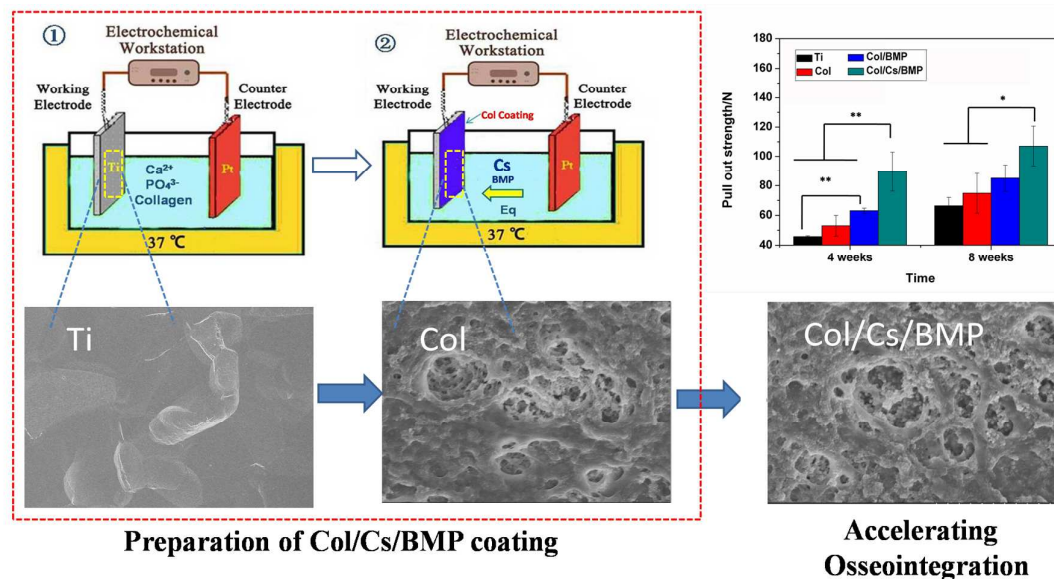 ①
Electrochemical
Workstation
Working
Electrode
Counter
Electrode
Ti
Pt
Ca²⁺
PO₄³⁻
Collagen
37 ℃
②
Electrochemical
Workstation
Working
Electrode
Col Coating
Counter
Electrode
Cs
BMP
Eq
Pt
37 ℃
Ti
Col
Preparation of Col/Cs/BMP coating
Pull out strength/N
180
160
140
120
100
80
60
40
Ti
Col
Col/BMP
Col/Cs/BMP
**
**
*
4 weeks
8 weeks
Time
Col/Cs/BMP
Accelerating
Osseointegration